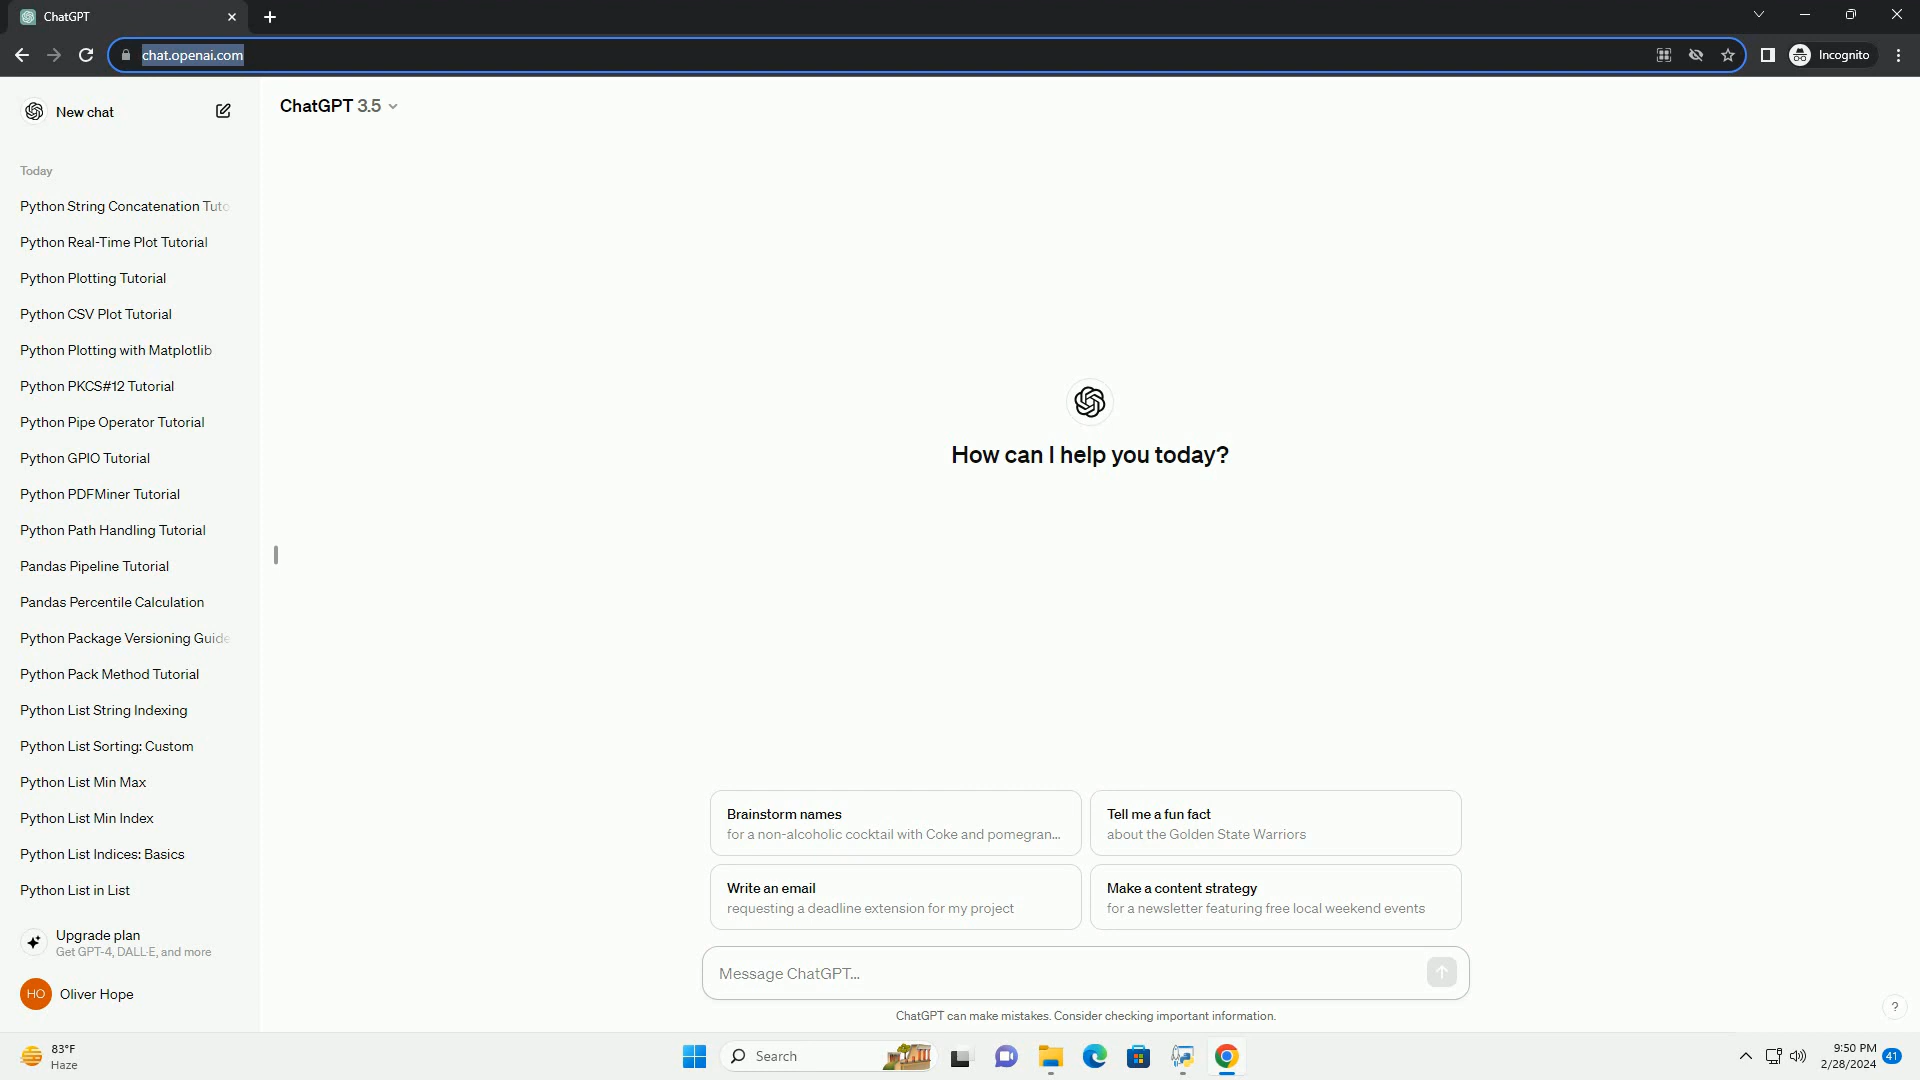 ChatGPT
chat.openai.com
Incognito
New chat
ChatGPT 3.5
Today
Python String Concatenation Tuto
Python Real-Time Plot Tutorial
Python Plotting Tutorial
Python CSV Plot Tutorial
Python Plotting with Matplotlib
Python PKCS#12 Tutorial
Python Pipe Operator Tutorial
Python GPIO Tutorial
Python PDFMiner Tutorial
Python Path Handling Tutorial
Pandas Pipeline Tutorial
Pandas Percentile Calculation
Python Package Versioning Guide
Python Pack Method Tutorial
Python List String Indexing
Python List Sorting: Custom
Python List Min Max
Python List Min Index
Python List Indices: Basics
Python List in List
Upgrade plan
Get GPT-4, DALL·E, and more
HO
Oliver Hope
How can I help you today?
Brainstorm names
for a non-alcoholic cocktail with Coke and pomegran...
Tell me a fun fact
about the Golden State Warriors
Write an email
requesting a deadline extension for my project
Make a content strategy
for a newsletter featuring free local weekend events
Message ChatGPT...
ChatGPT can make mistakes. Consider checking important information.
?
83°F
Haze
Search
9:50 PM
2/28/2024
41